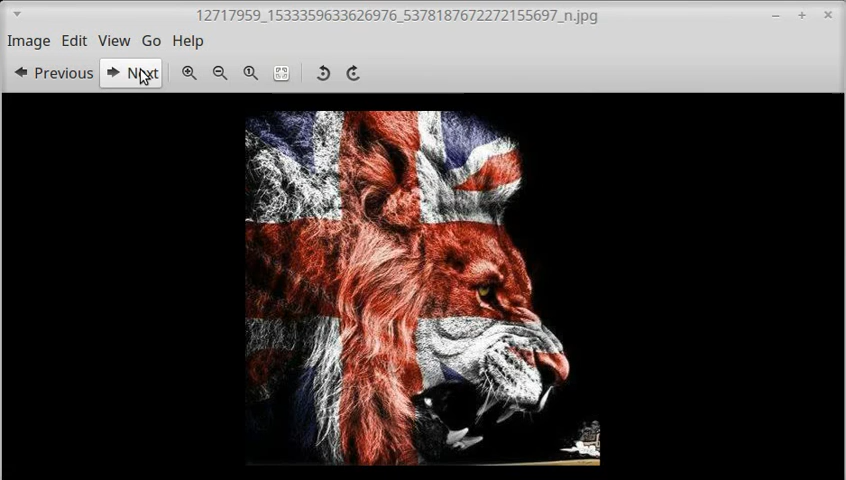 12717959_1533359633626976_5378187672272155697_n.jpg
Image Edit View Go Help
Previous Next